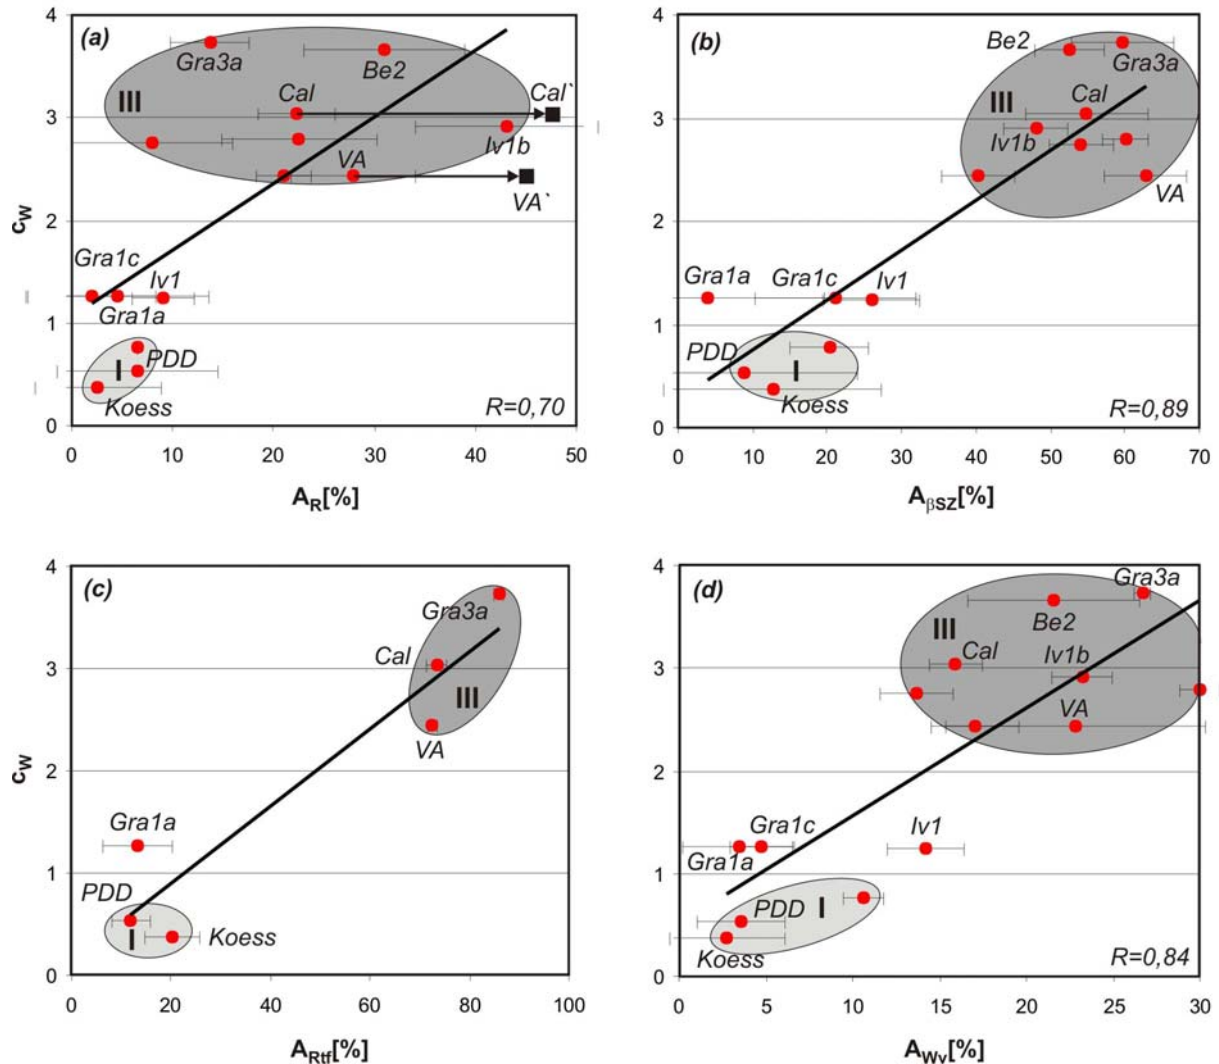 (a)
4
3
2
1
0
c_W
Gra3a
Be2
III
Cal
Cal`
Iv1b
VA
VA`
Gra1c
Iv1
Gra1a
PDD
I
Koess
R=0,70
0 10 20 30 40 50
A_R[%]
(b)
4
3
2
1
0
Be2
Gra3a
III
Cal
Iv1b
VA
Gra1a
Gra1c
Iv1
PDD
I
Koess
R=0,89
0 10 20 30 40 50 60 70
A_βSZ[%]
(c)
4
3
2
1
0
c_W
Gra3a
Cal
III
VA
Gra1a
PDD
I
Koess
0 20 40 60 80 100
A_Rtf[%]
(d)
4
3
2
1
0
Gra3a
Be2
III
Cal
Iv1b
VA
Gra1c
Iv1
Gra1a
PDD
I
Koess
R=0,84
0 5 10 15 20 25 30
A_Wv[%]